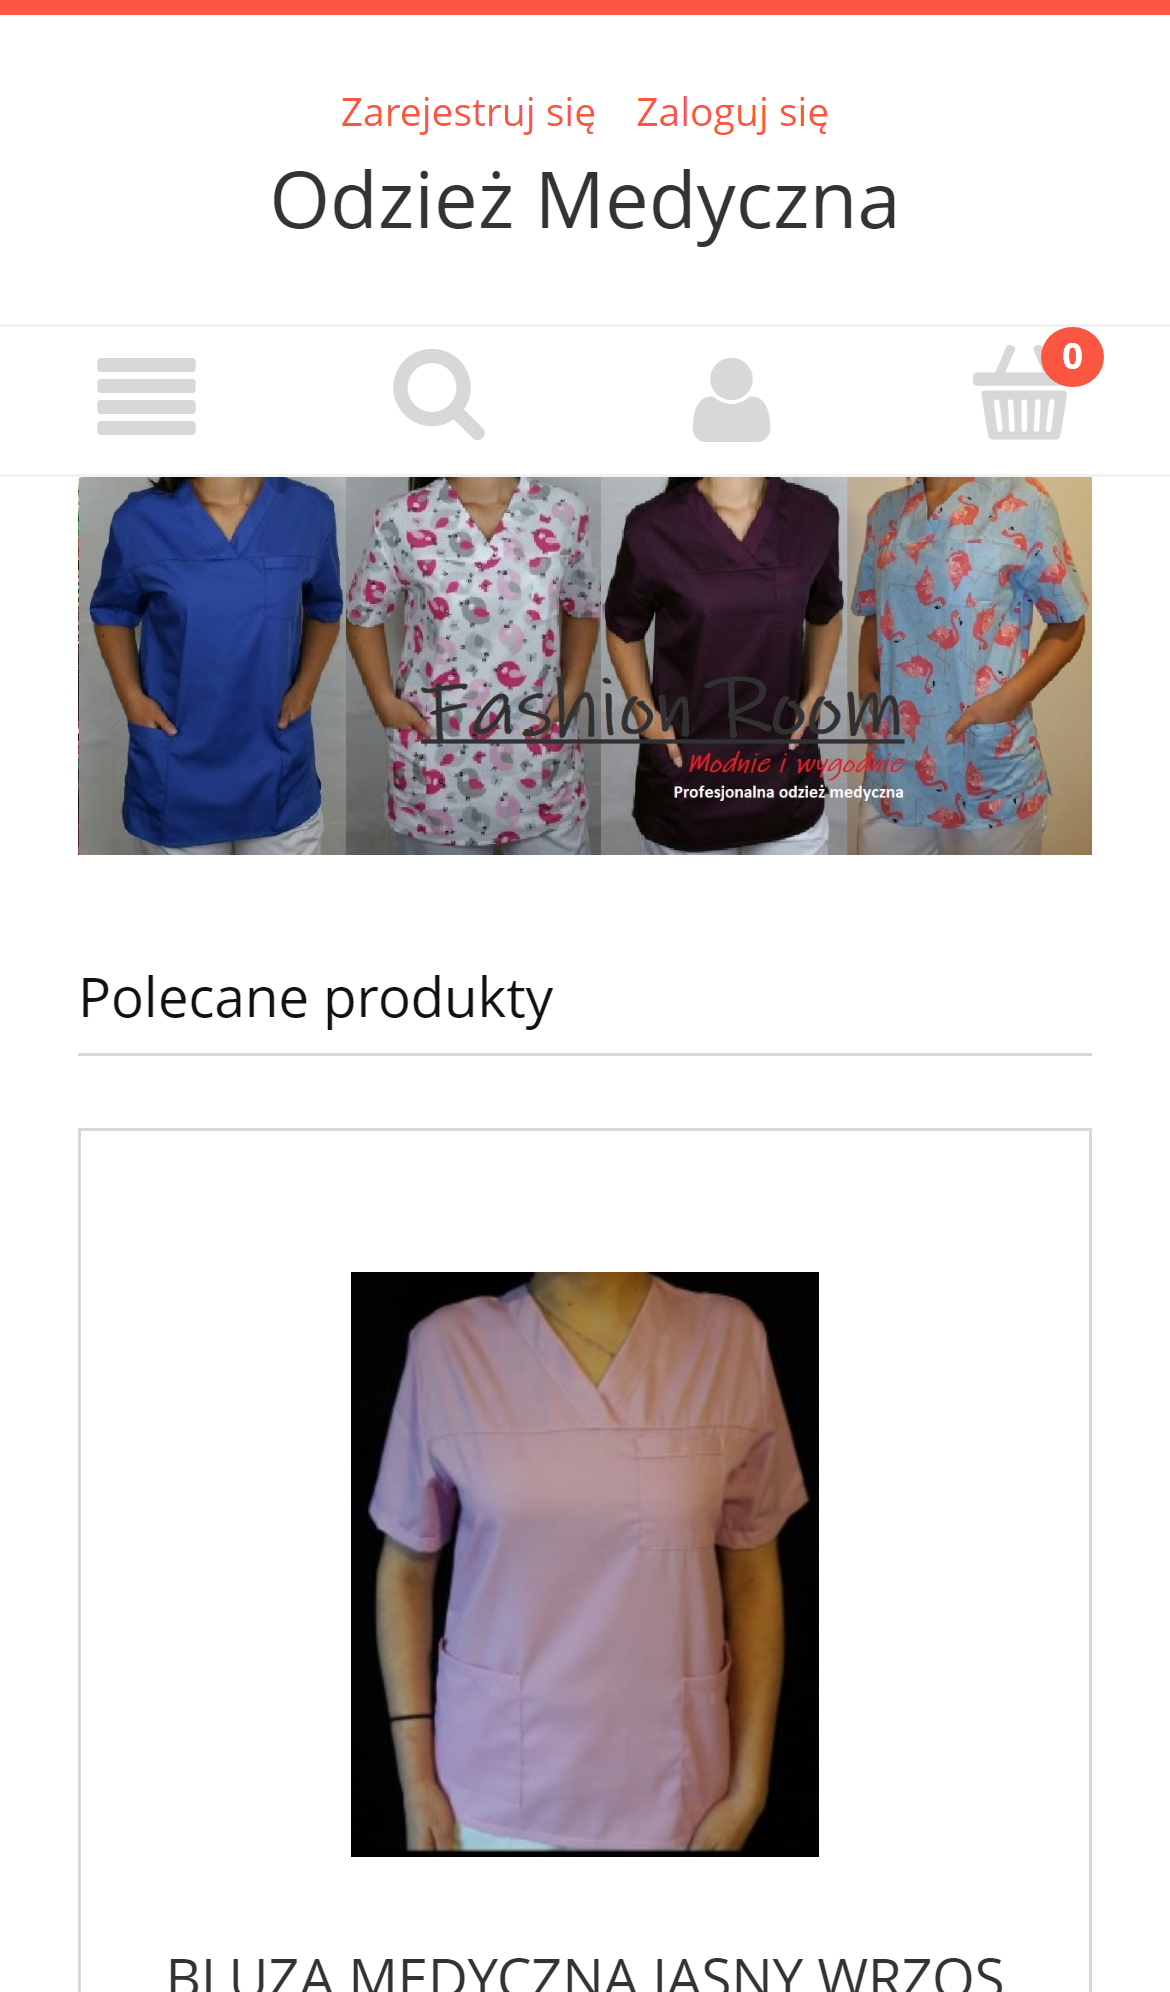 Zarejestruj się Zaloguj się
Odzież Medyczna
0
Fashion Room
Modnie i wygodnie
Profesjonalna odzież medyczna
Polecane produkty
BLUZA MEDYCZNA JASNY WRZOS